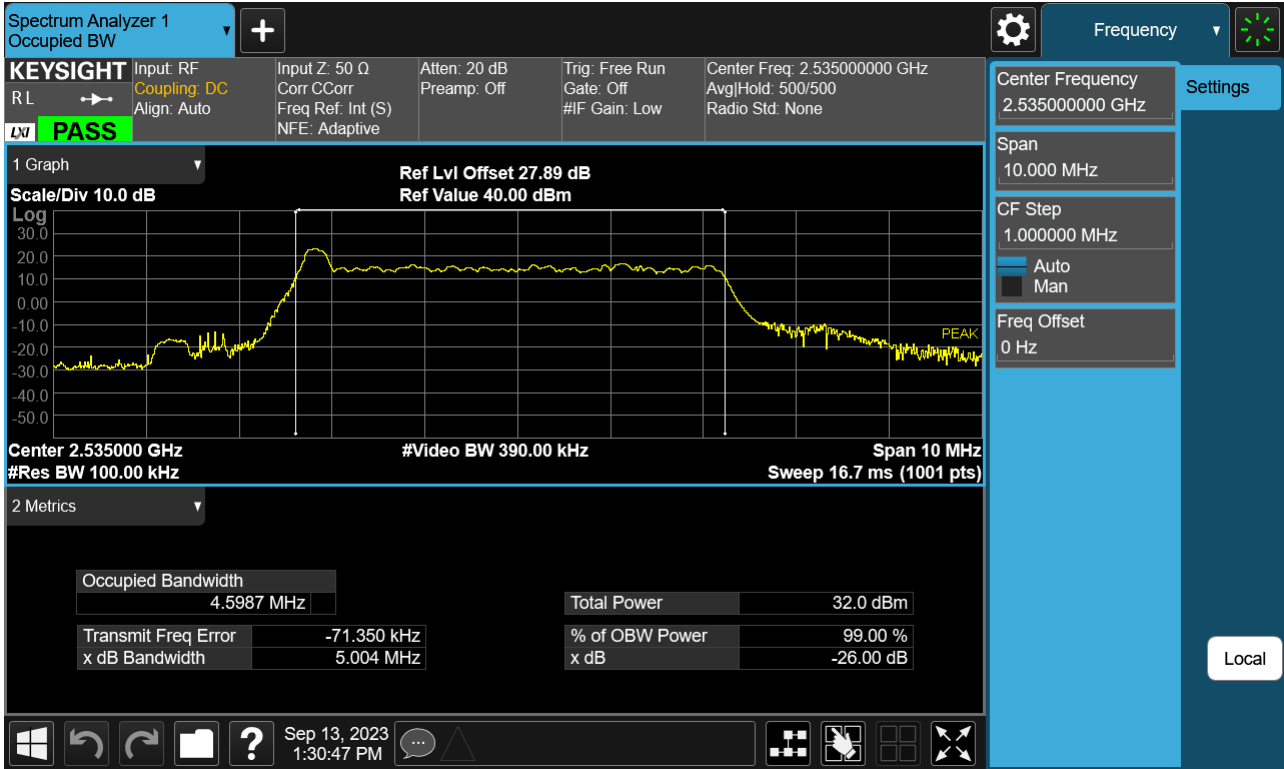 Spectrum Analyzer 1
Occupied BW
Frequency
KEYSIGHT
R L
LXI
PASS
Input: RF
Coupling: DC
Align: Auto
Input Z: 50 Ω
Corr CCorr
Freq Ref: Int (S)
NFE: Adaptive
Atten: 20 dB
Preamp: Off
Trig: Free Run
Gate: Off
#IF Gain: Low
Center Freq: 2.535000000 GHz
Avg|Hold: 500/500
Radio Std: None
Center Frequency
2.535000000 GHz
Settings
Span
10.000 MHz
CF Step
1.000000 MHz
Auto
Man
Freq Offset
0 Hz
Local
1 Graph
Scale/Div 10.0 dB
Ref Lvl Offset 27.89 dB
Ref Value 40.00 dBm
Log
30.0
20.0
10.0
0.00
-10.0
-20.0
-30.0
-40.0
-50.0
PEAK
Center 2.535000 GHz
#Video BW 390.00 kHz
Span 10 MHz
#Res BW 100.00 kHz
Sweep 16.7 ms (1001 pts)
2 Metrics
Occupied Bandwidth
4.5987 MHz
Total Power 32.0 dBm
Transmit Freq Error -71.350 kHz
% of OBW Power 99.00 %
x dB Bandwidth 5.004 MHz
x dB -26.00 dB
?
Sep 13, 2023
1:30:47 PM